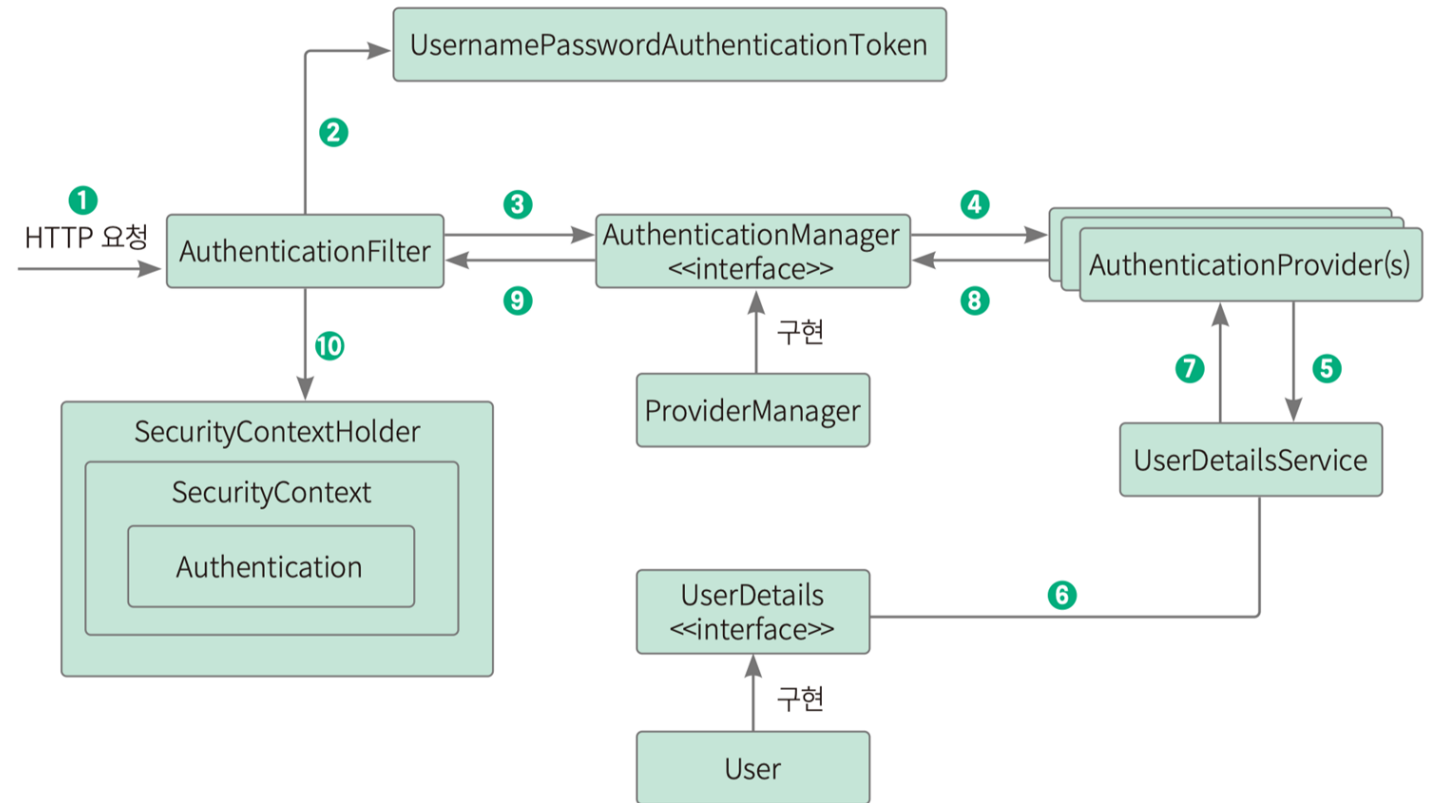 UsernamePasswordAuthenticationToken
2
1
HTTP 요청
AuthenticationFilter
3
9
AuthenticationManager
<<interface>>
4
8
AuthenticationProvider(s)
10
구현
ProviderManager
7
5
UserDetailsService
SecurityContextHolder
SecurityContext
Authentication
UserDetails
<<interface>>
6
구현
User